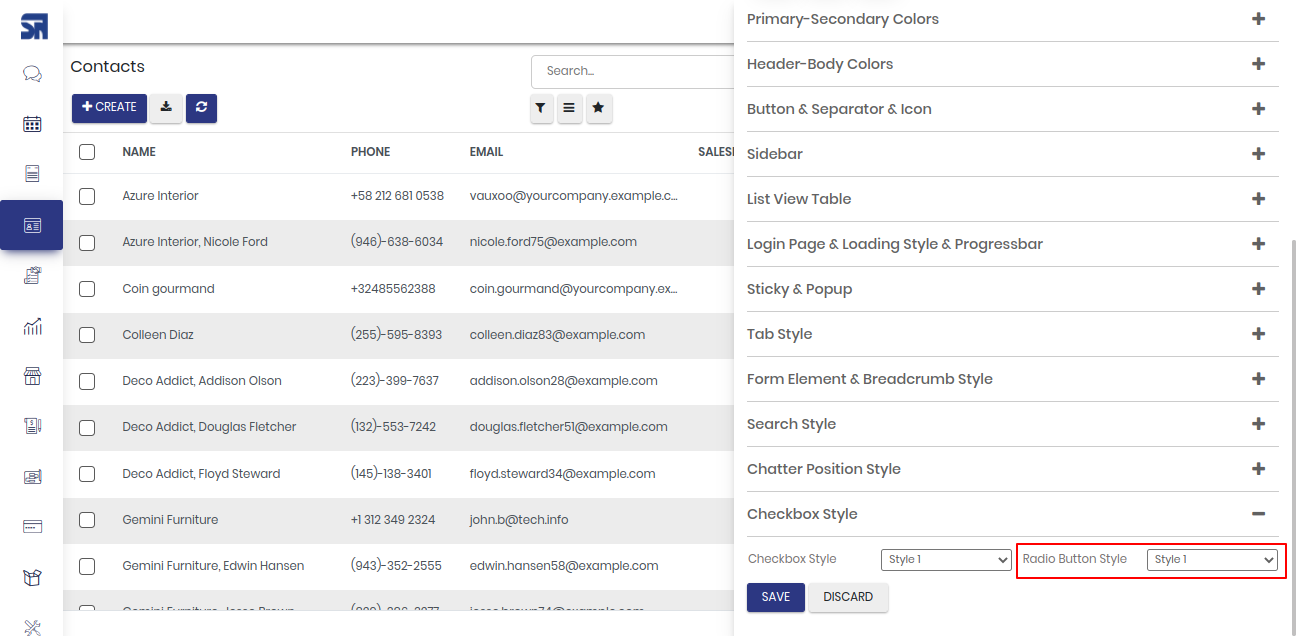 Contacts
Search...
CREATE
NAME PHONE EMAIL
Azure Interior +58 212 681 0538 vauxoo@yourcompany.example.c...
Azure Interior, Nicole Ford (946)-638-6034 nicole.ford75@example.com
Coin gourmand +32485562388 coin.gourmand@yourcompany.ex...
Colleen Diaz (255)-595-8393 colleen.diaz83@example.com
Deco Addict, Addison Olson (223)-399-7637 addison.olson28@example.com
Deco Addict, Douglas Fletcher (132)-553-7242 douglas.fletcher51@example.com
Deco Addict, Floyd Steward (145)-138-3401 floyd.steward34@example.com
Gemini Furniture +1 312 349 2324 john.b@tech.info
Gemini Furniture, Edwin Hansen (943)-352-2555 edwin.hansen58@example.com
Primary-Secondary Colors
Header-Body Colors
Button & Separator & Icon
Sidebar
List View Table
Login Page & Loading Style & Progressbar
Sticky & Popup
Tab Style
Form Element & Breadcrumb Style
Search Style
Chatter Position Style
Checkbox Style
Checkbox Style Style 1 Radio Button Style Style 1
SAVE DISCARD